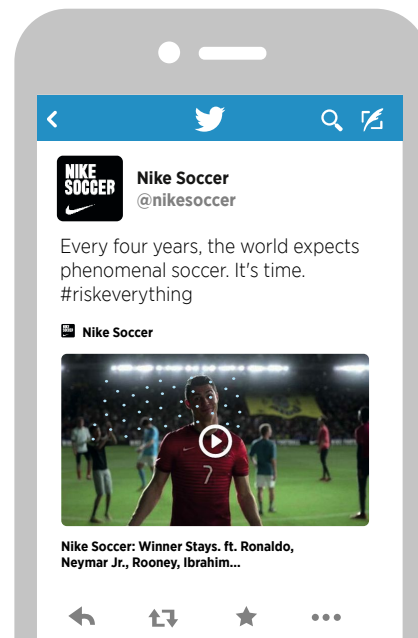 NIKE
SOCCER
Nike Soccer
@nikesoccer
Every four years, the world expects
phenomenal soccer. It's time.
#riskeverything
Nike Soccer
7
Nike Soccer: Winner Stays. ft. Ronaldo,
Neymar Jr., Rooney, Ibrahim...